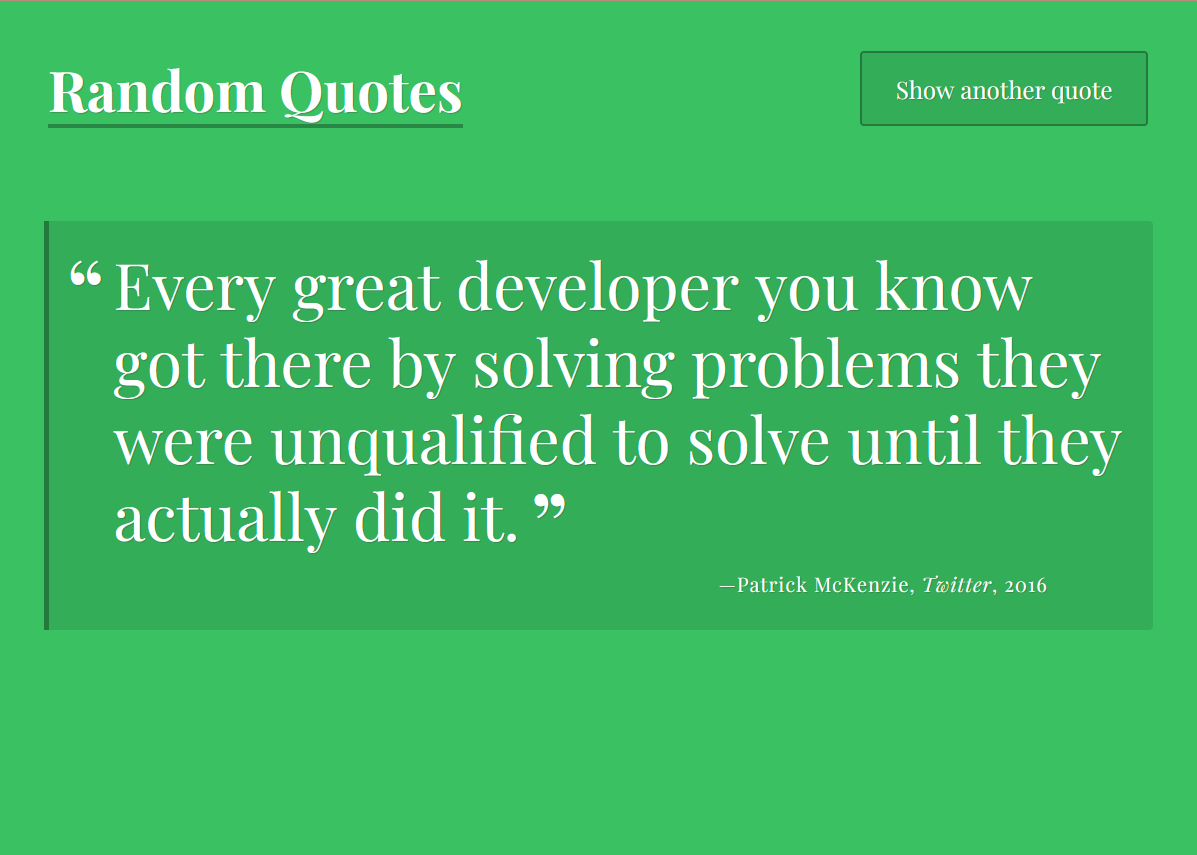 Random Quotes
Show another quote
“ Every great developer you know
got there by solving problems they
were unqualified to solve until they
actually did it. ”
—Patrick McKenzie, Twitter, 2016